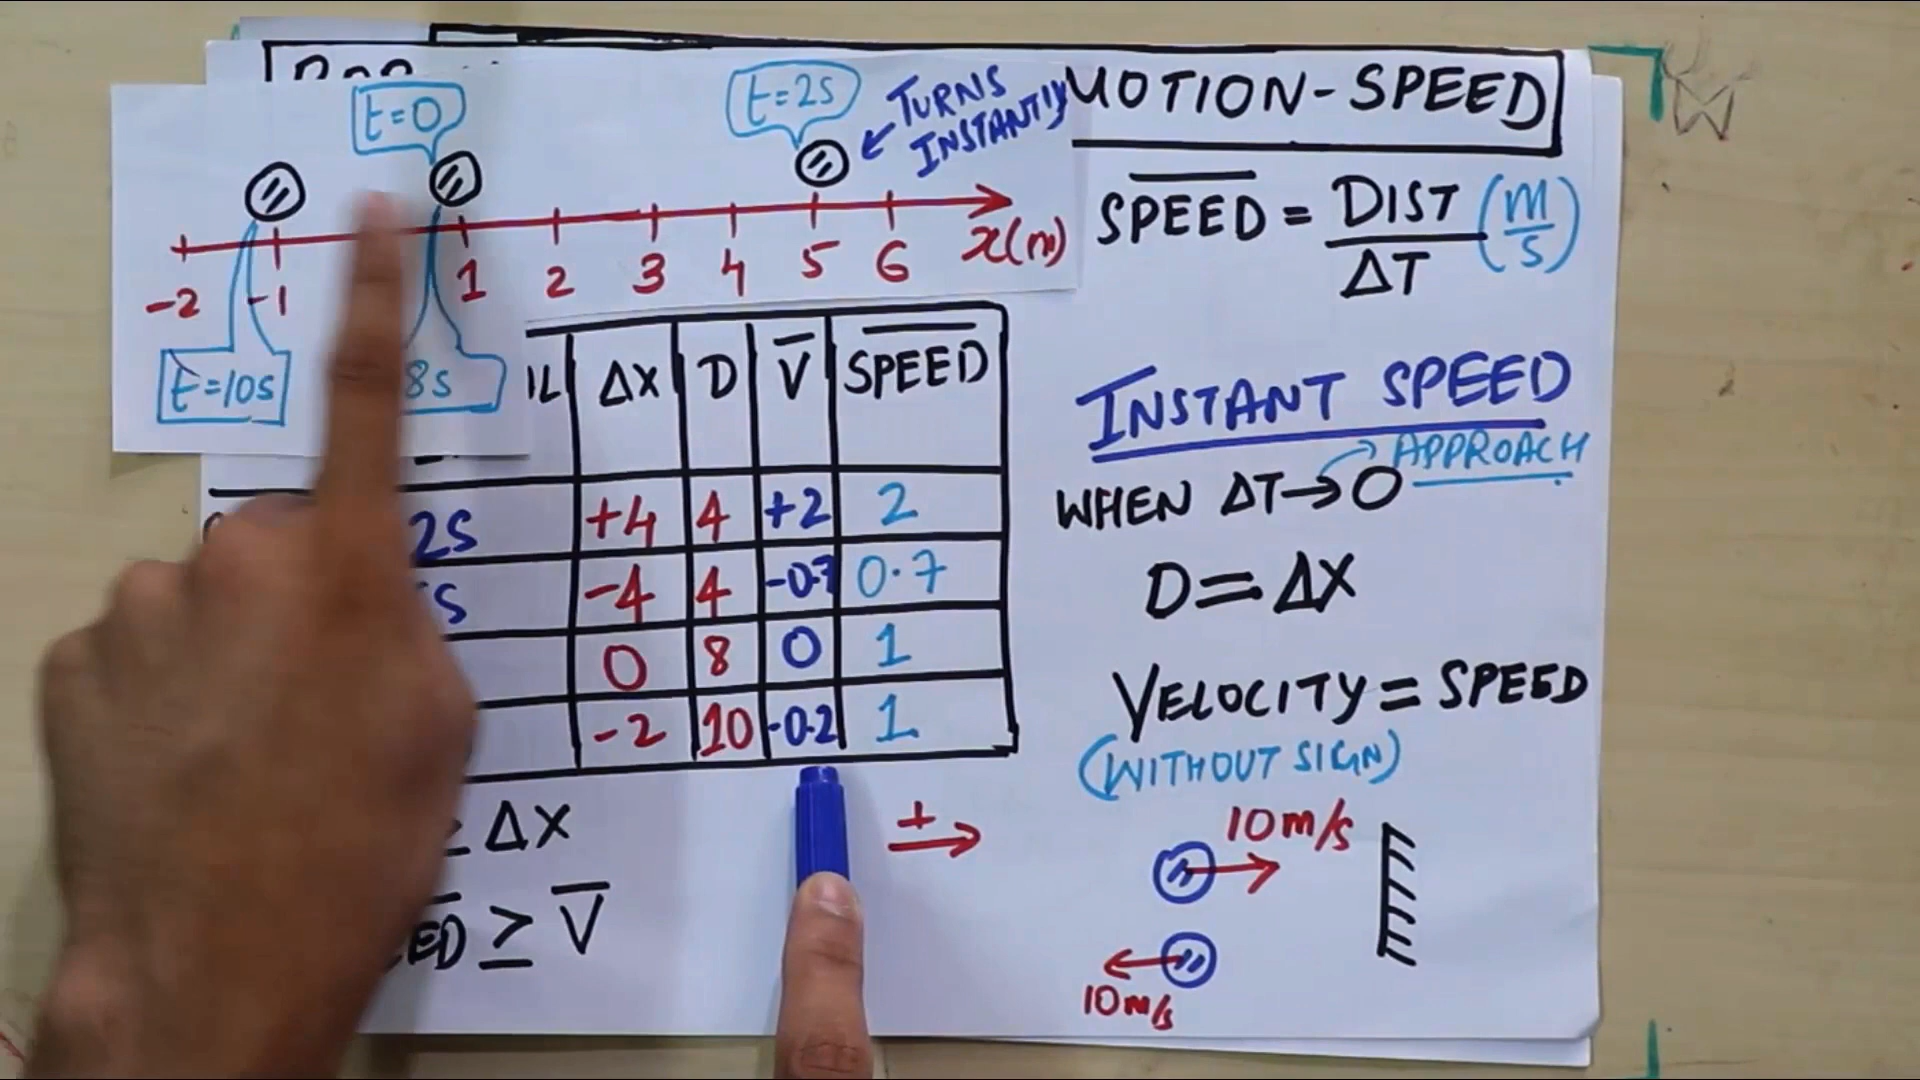 MOTION-SPEED
t=0
t=2s
TURNS
INSTANTLY
-2 -1 1 2 3 4 5 6 x(m)
t=10s
8s
SPEED = DIST/ΔT (m/s)
ΔX D V̅ SPEED
2S +4 4 +2 2
S -4 4 -0.7 0.7
0 8 0 1
-2 10 -0.2 1
≥ ΔX
ED ≥ V̅
+
INSTANT SPEED
APPROACH
WHEN ΔT→0
D = ΔX
VELOCITY = SPEED
(WITHOUT SIGN)
10m/s
10m/s